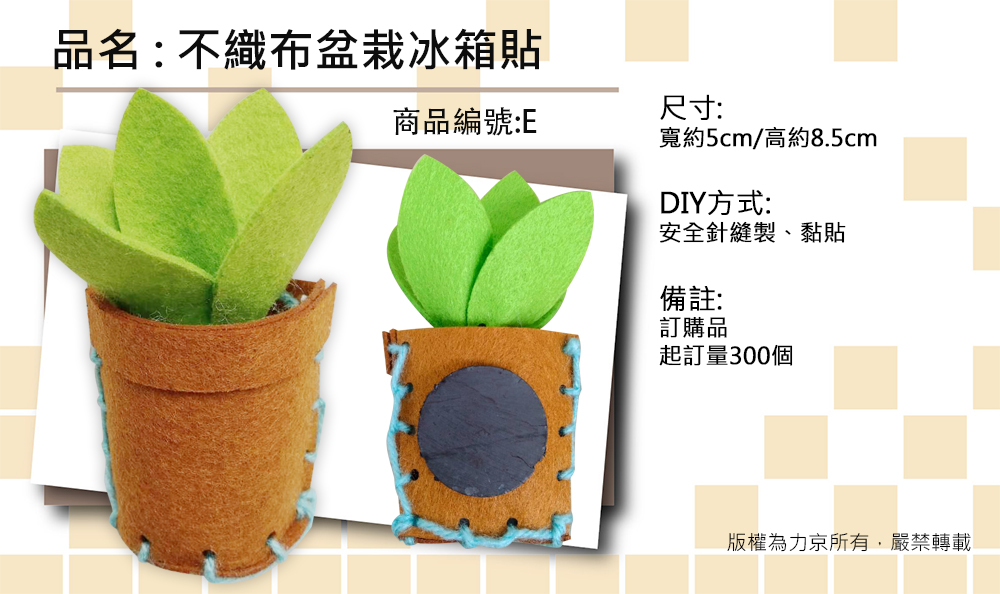 品名 : 不織布盆栽冰箱貼
商品編號:E
尺寸:
寬約5cm/高約8.5cm
DIY方式:
安全針縫製、黏貼
備註:
訂購品
起訂量300個
版權為力京所有，嚴禁轉載